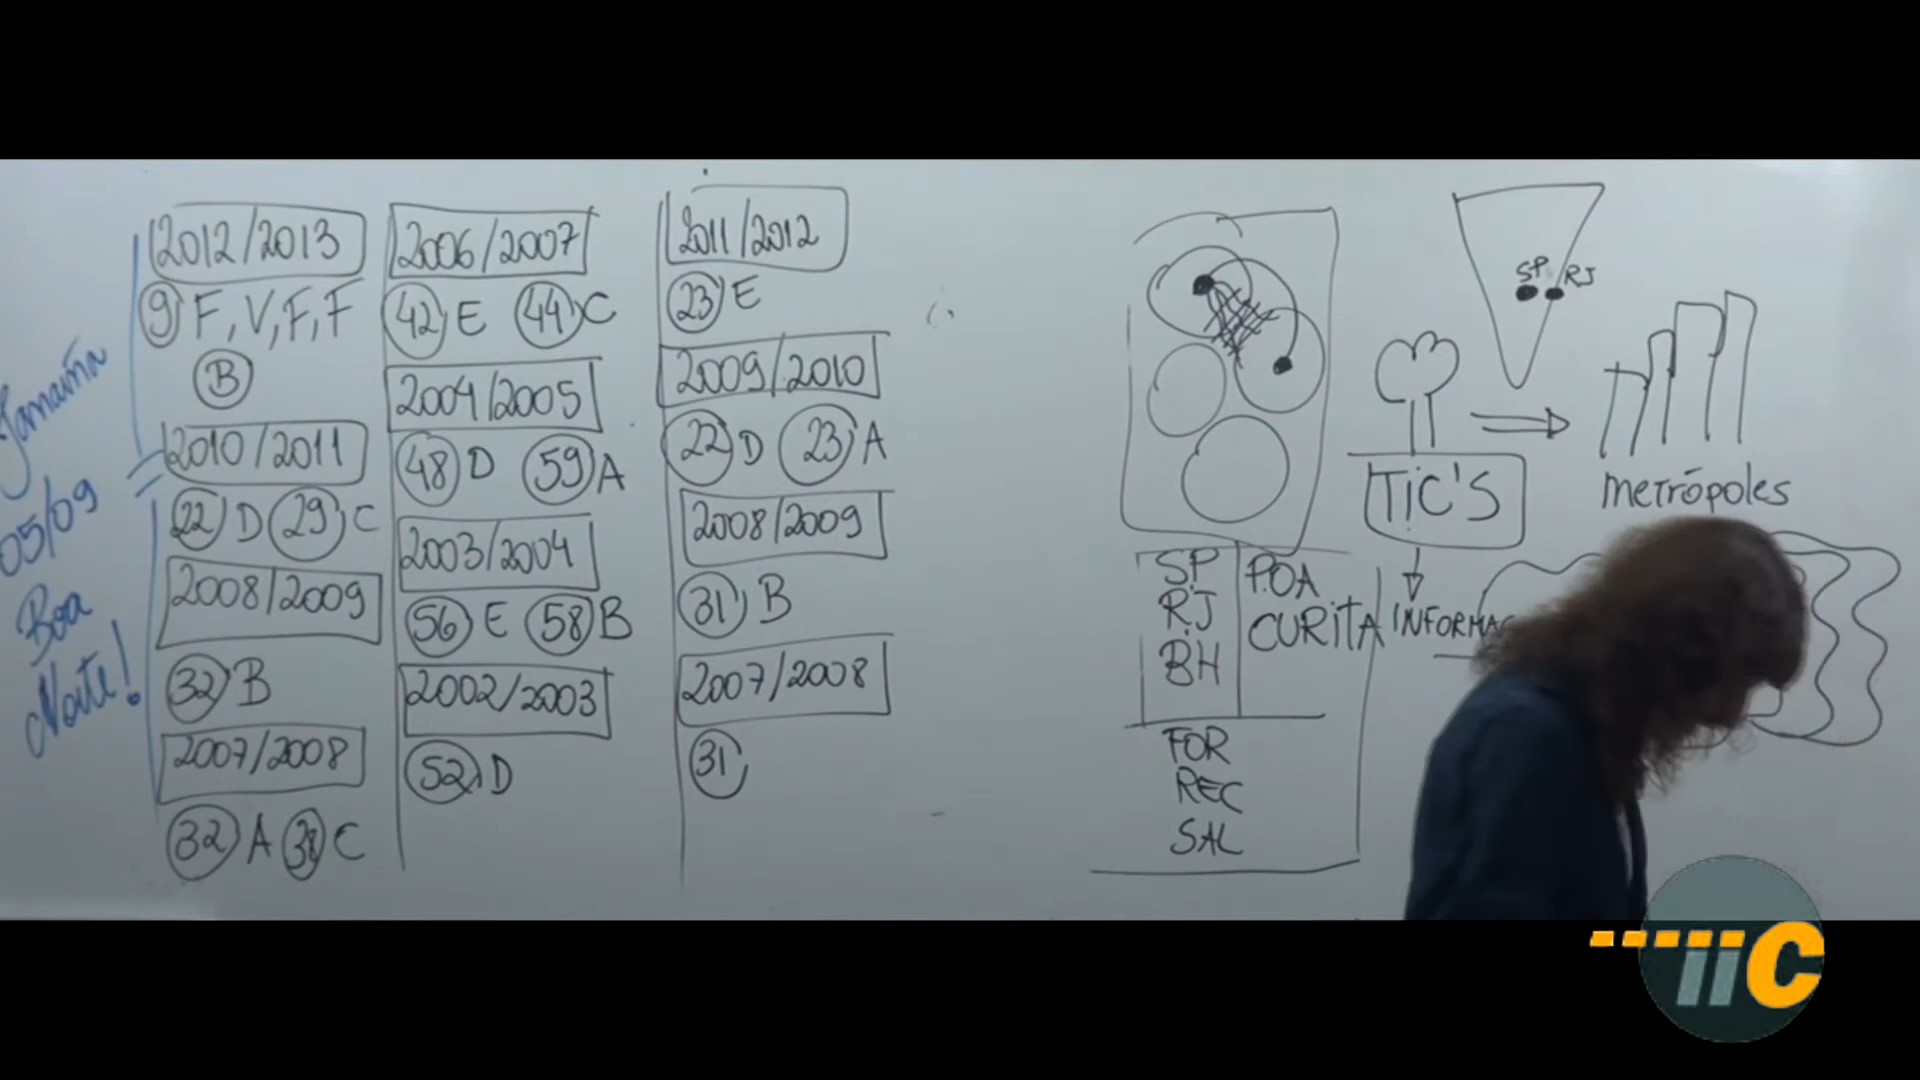 Janaína
05/09
Boa
Noite!
2012/2013
9 F, V, F, F
B
2010/2011
22 D 29 C
2008/2009
32 B
2007/2008
32 A 38 C
2006/2007
42 E 44 C
2004/2005
48 D 59 A
2003/2004
56 E 58 B
2002/2003
52 D
2011/2012
23 E
2009/2010
22 D 23 A
2008/2009
31 B
2007/2008
31
SP RJ
TIC'S
metrópoles
SP
RJ
BH
POA
CURITA
INFORMAÇ
FOR
REC
SAL
iiC